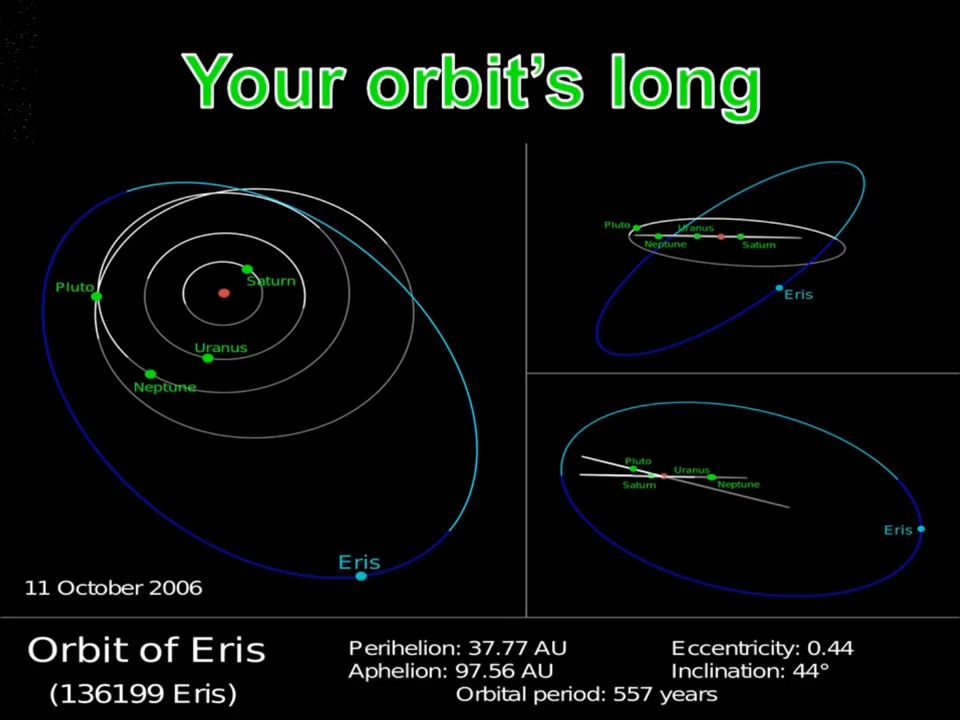 Your orbit’s long
Pluto
Saturn
Uranus
Neptune
Eris
11 October 2006
Pluto
Uranus
Neptune
Saturn
Eris
Pluto
Uranus
Saturn
Neptune
Eris
Orbit of Eris
(136199 Eris)
Perihelion: 37.77 AU
Aphelion: 97.56 AU
Eccentricity: 0.44
Inclination: 44°
Orbital period: 557 years